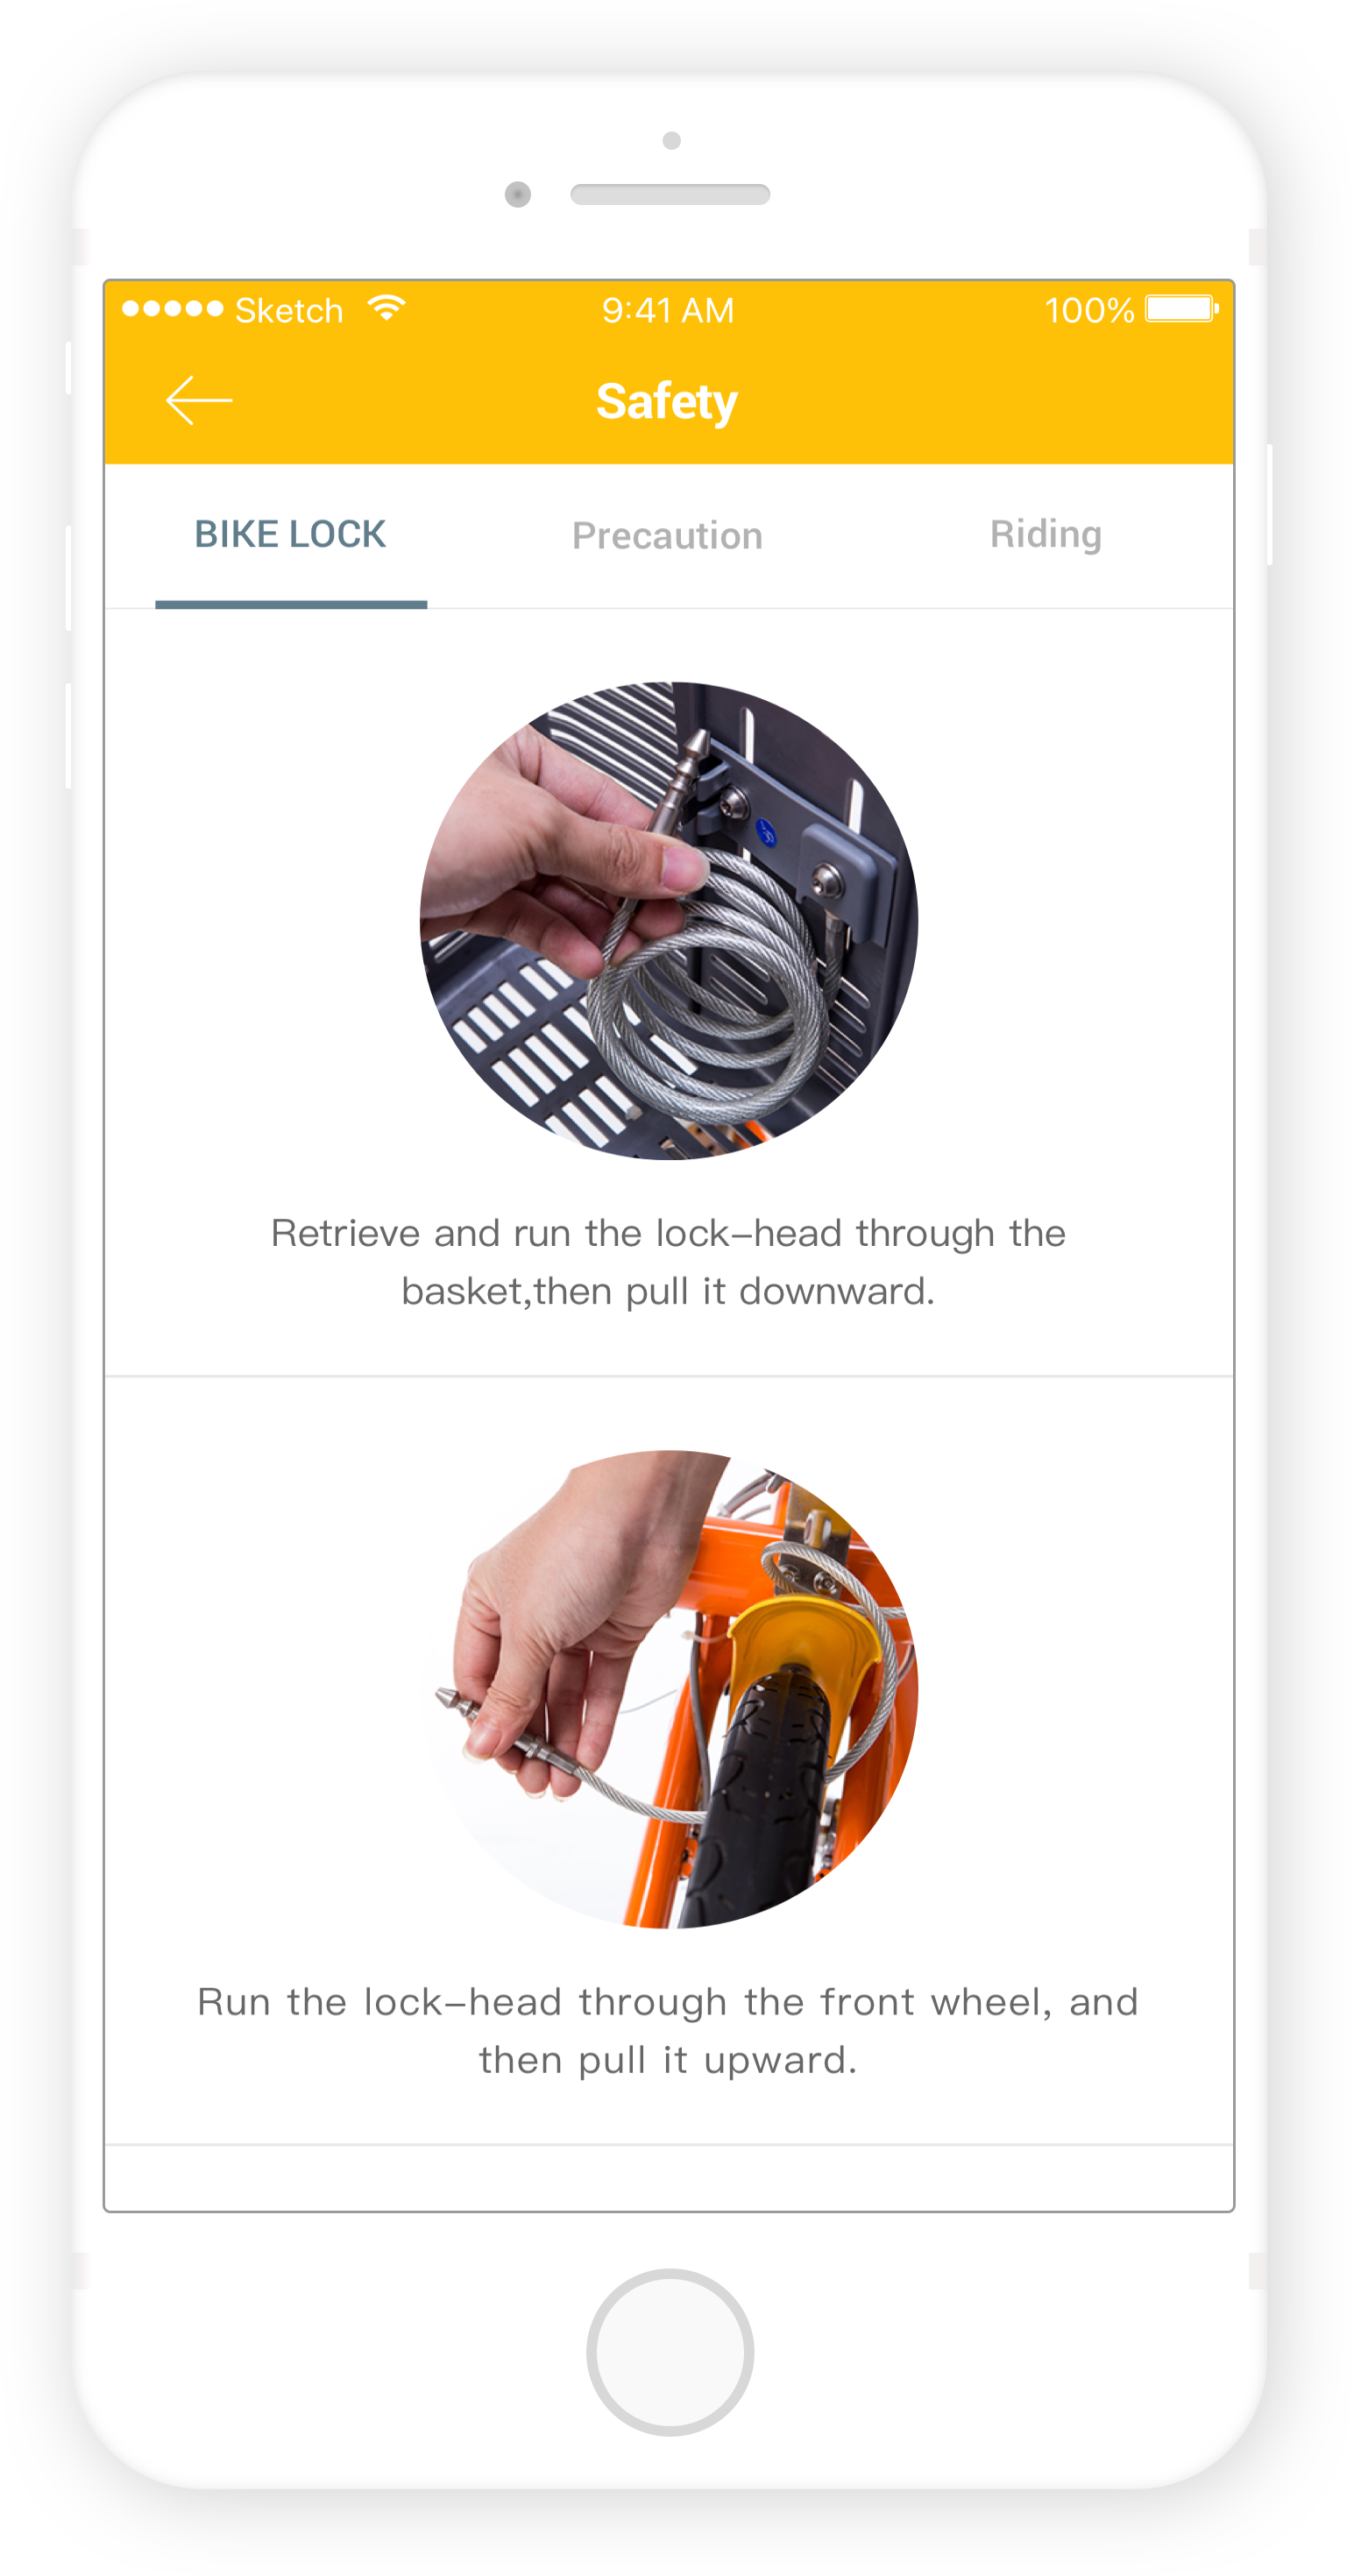 Sketch 9:41 AM 100%
Safety
BIKE LOCK Precaution Riding
Retrieve and run the lock–head through the
basket,then pull it downward.
Run the lock–head through the front wheel, and
then pull it upward.